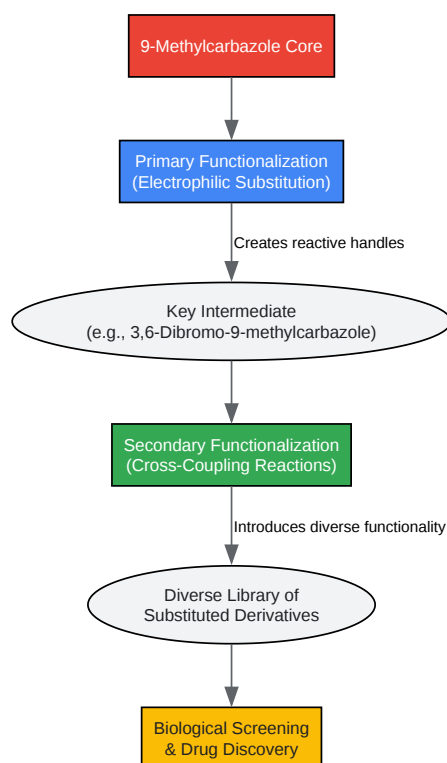 9-Methylcarbazole Core
Primary Functionalization
(Electrophilic Substitution)
Creates reactive handles
Key Intermediate
(e.g., 3,6-Dibromo-9-methylcarbazole)
Secondary Functionalization
(Cross-Coupling Reactions)
Introduces diverse functionality
Diverse Library of
Substituted Derivatives
Biological Screening
& Drug Discovery